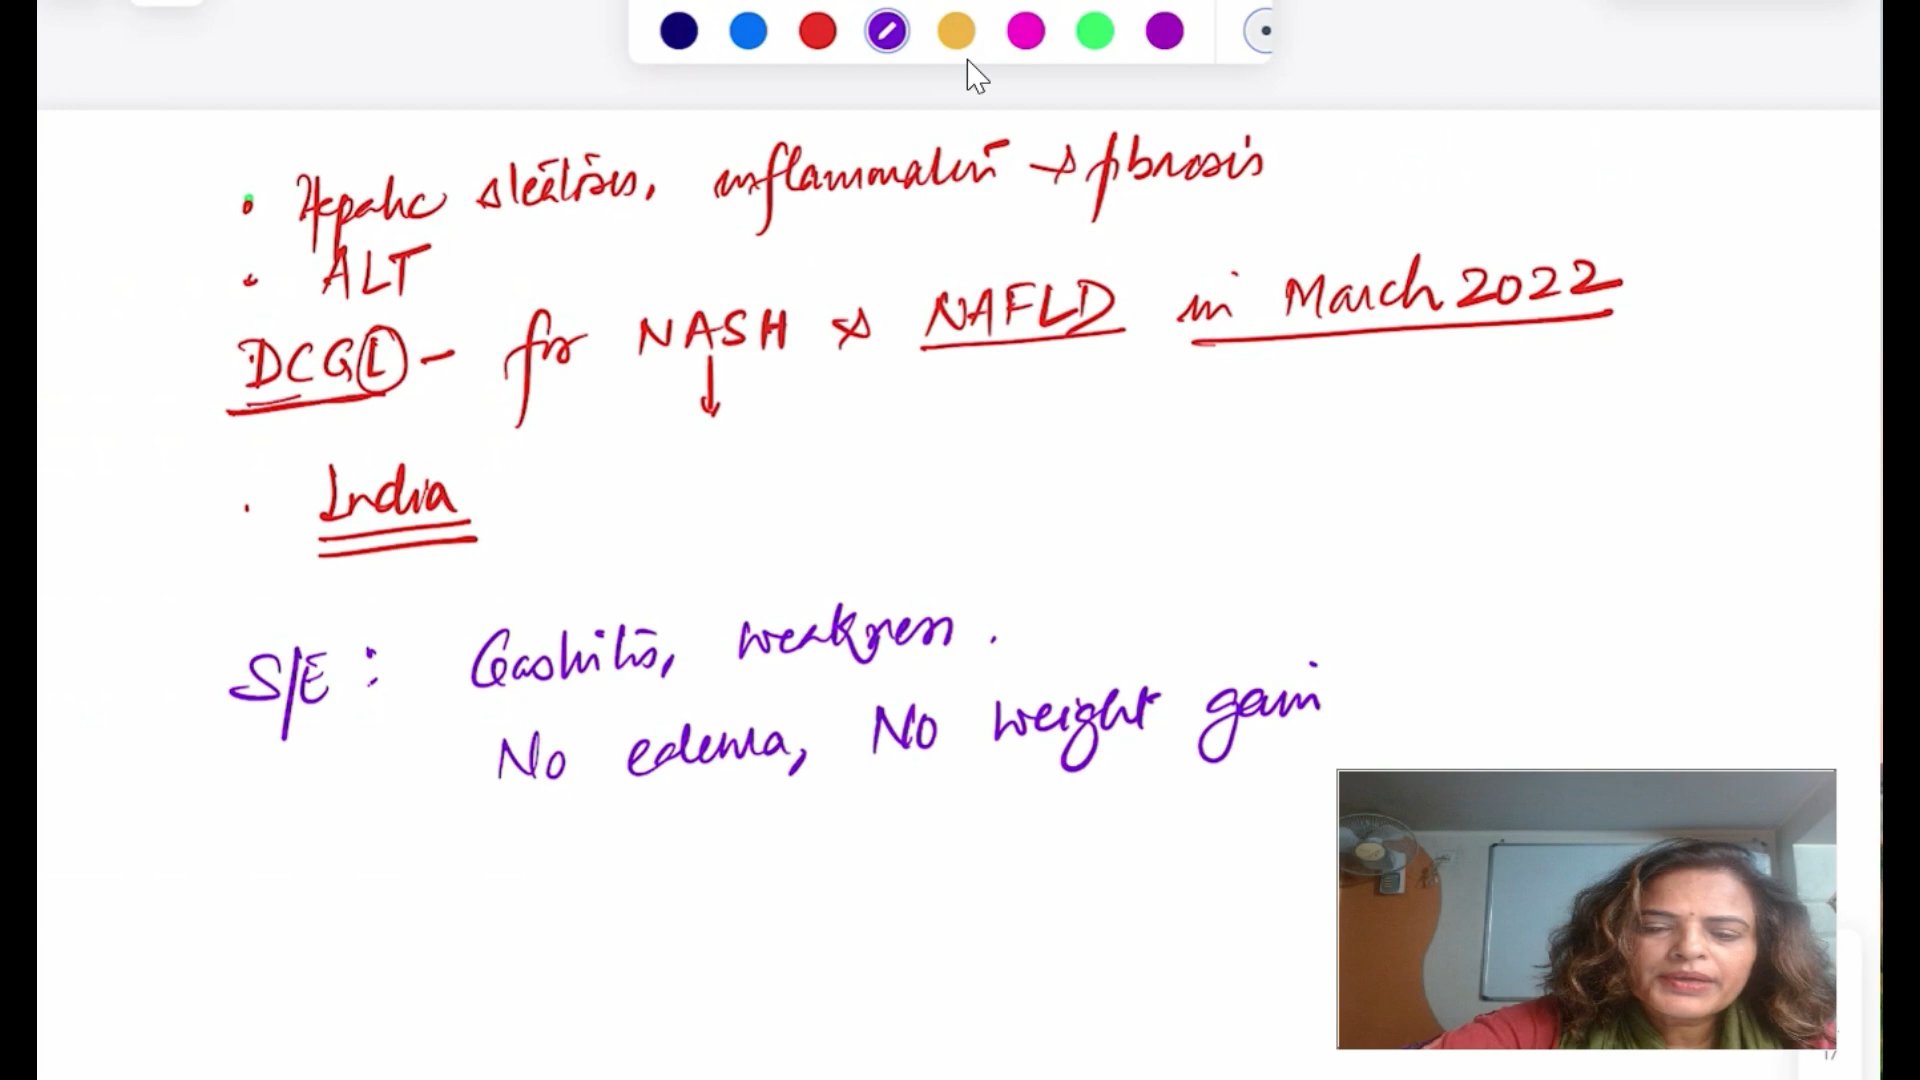 • Hepatic steatosis, inflammation → fibrosis
• ALT
DCGI - for NASH & NAFLD in March 2022
. India
S/E : Gastritis, weakness.
No edema, No weight gain
17